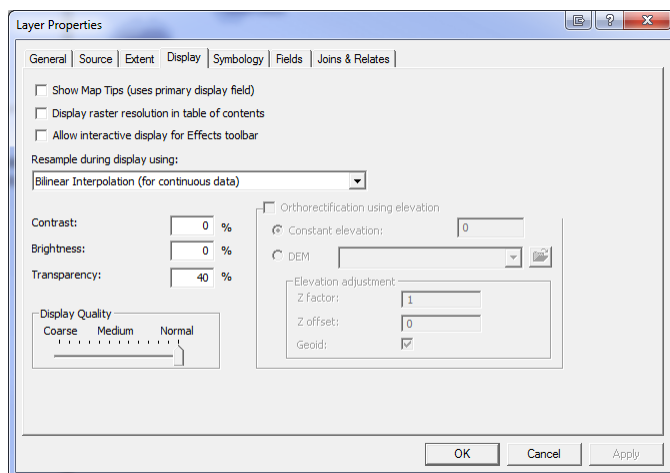 Layer Properties
General Source Extent Display Symbology Fields Joins & Relates
Show Map Tips (uses primary display field)
Display raster resolution in table of contents
Allow interactive display for Effects toolbar
Resample during display using:
Bilinear Interpolation (for continuous data)
Contrast: 0 %
Brightness: 0 %
Transparency: 40 %
Display Quality
Coarse Medium Normal
Orthorectification using elevation
Constant elevation: 0
DEM
Elevation adjustment
Z factor: 1
Z offset: 0
Geoid:
OK Cancel Apply